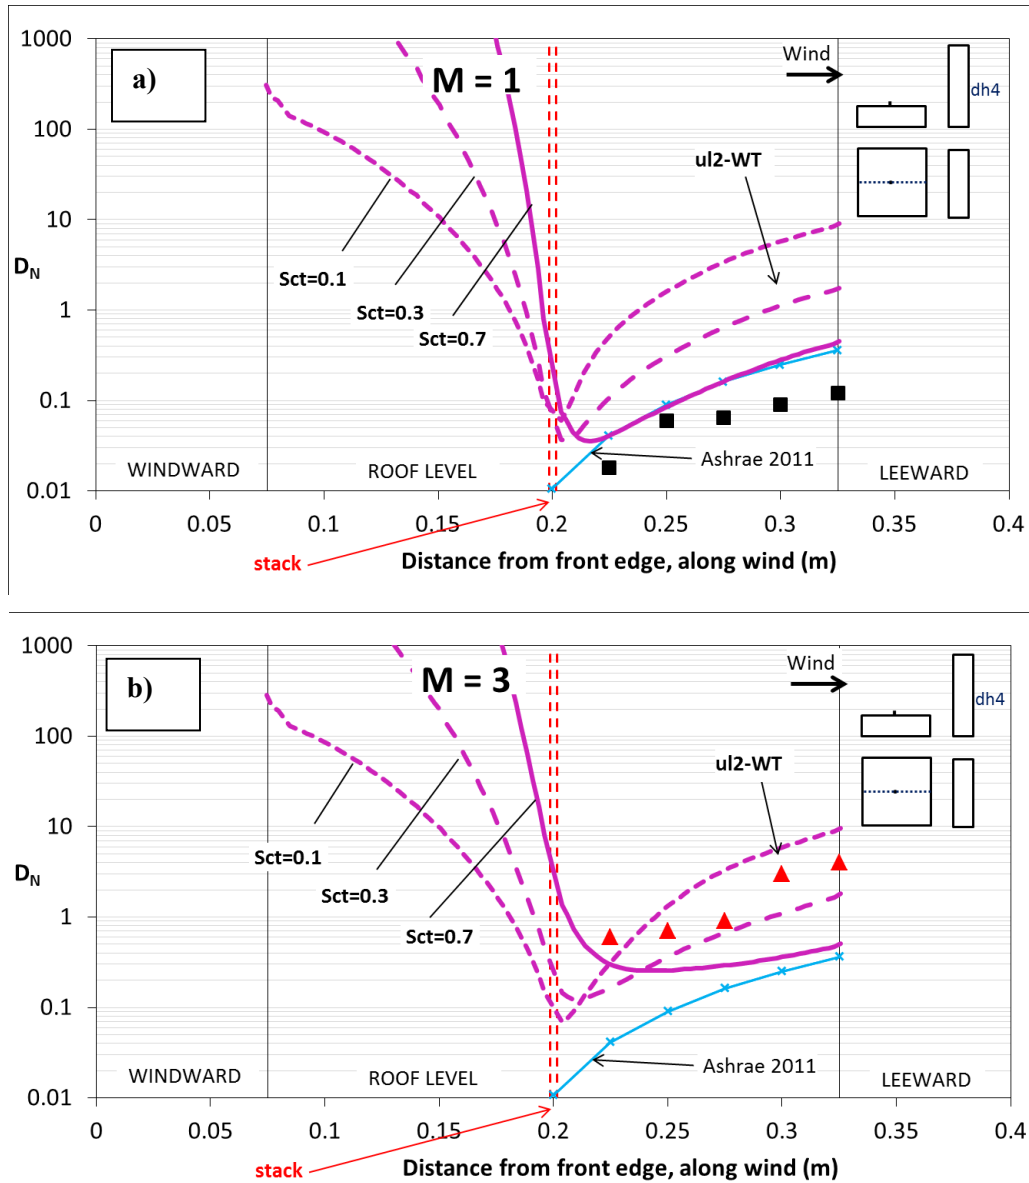 a)
M = 1
Wind
dh4
ul2-WT
1000
100
10
1
0.1
0.01
D_N
Sct=0.1
Sct=0.3
Sct=0.7
Ashrae 2011
WINDWARD
ROOF LEVEL
LEEWARD
0 0.05 0.1 0.15 0.2 0.25 0.3 0.35 0.4
stack
Distance from front edge, along wind (m)
b)
M = 3
Wind
dh4
ul2-WT
1000
100
10
1
0.1
0.01
D_N
Sct=0.1
Sct=0.3
Sct=0.7
Ashrae 2011
WINDWARD
ROOF LEVEL
LEEWARD
0 0.05 0.1 0.15 0.2 0.25 0.3 0.35 0.4
stack
Distance from front edge, along wind (m)